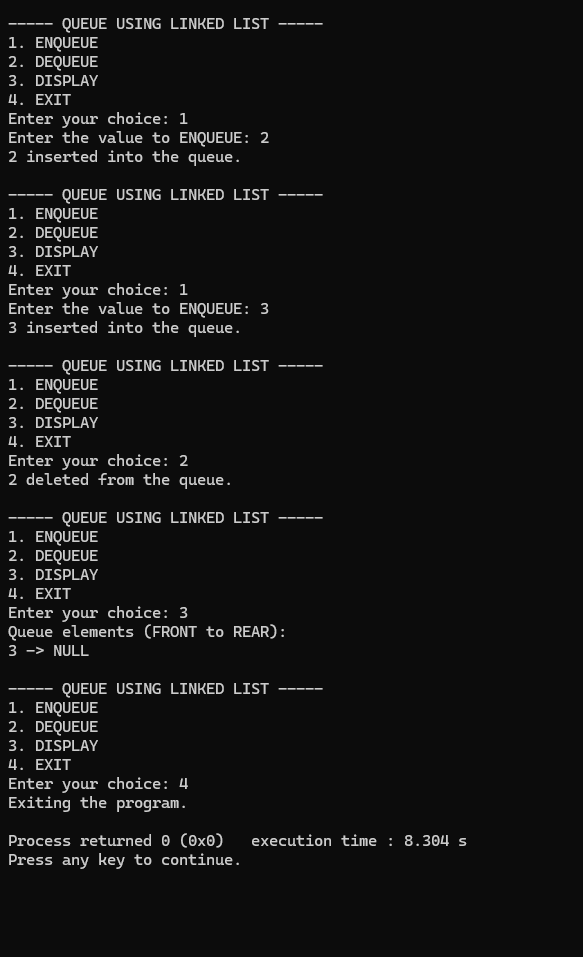 ----- QUEUE USING LINKED LIST -----
1. ENQUEUE
2. DEQUEUE
3. DISPLAY
4. EXIT
Enter your choice: 1
Enter the value to ENQUEUE: 2
2 inserted into the queue.

----- QUEUE USING LINKED LIST -----
1. ENQUEUE
2. DEQUEUE
3. DISPLAY
4. EXIT
Enter your choice: 1
Enter the value to ENQUEUE: 3
3 inserted into the queue.

----- QUEUE USING LINKED LIST -----
1. ENQUEUE
2. DEQUEUE
3. DISPLAY
4. EXIT
Enter your choice: 2
2 deleted from the queue.

----- QUEUE USING LINKED LIST -----
1. ENQUEUE
2. DEQUEUE
3. DISPLAY
4. EXIT
Enter your choice: 3
Queue elements (FRONT to REAR):
3 -> NULL

----- QUEUE USING LINKED LIST -----
1. ENQUEUE
2. DEQUEUE
3. DISPLAY
4. EXIT
Enter your choice: 4
Exiting the program.

Process returned 0 (0x0)   execution time : 8.304 s
Press any key to continue.